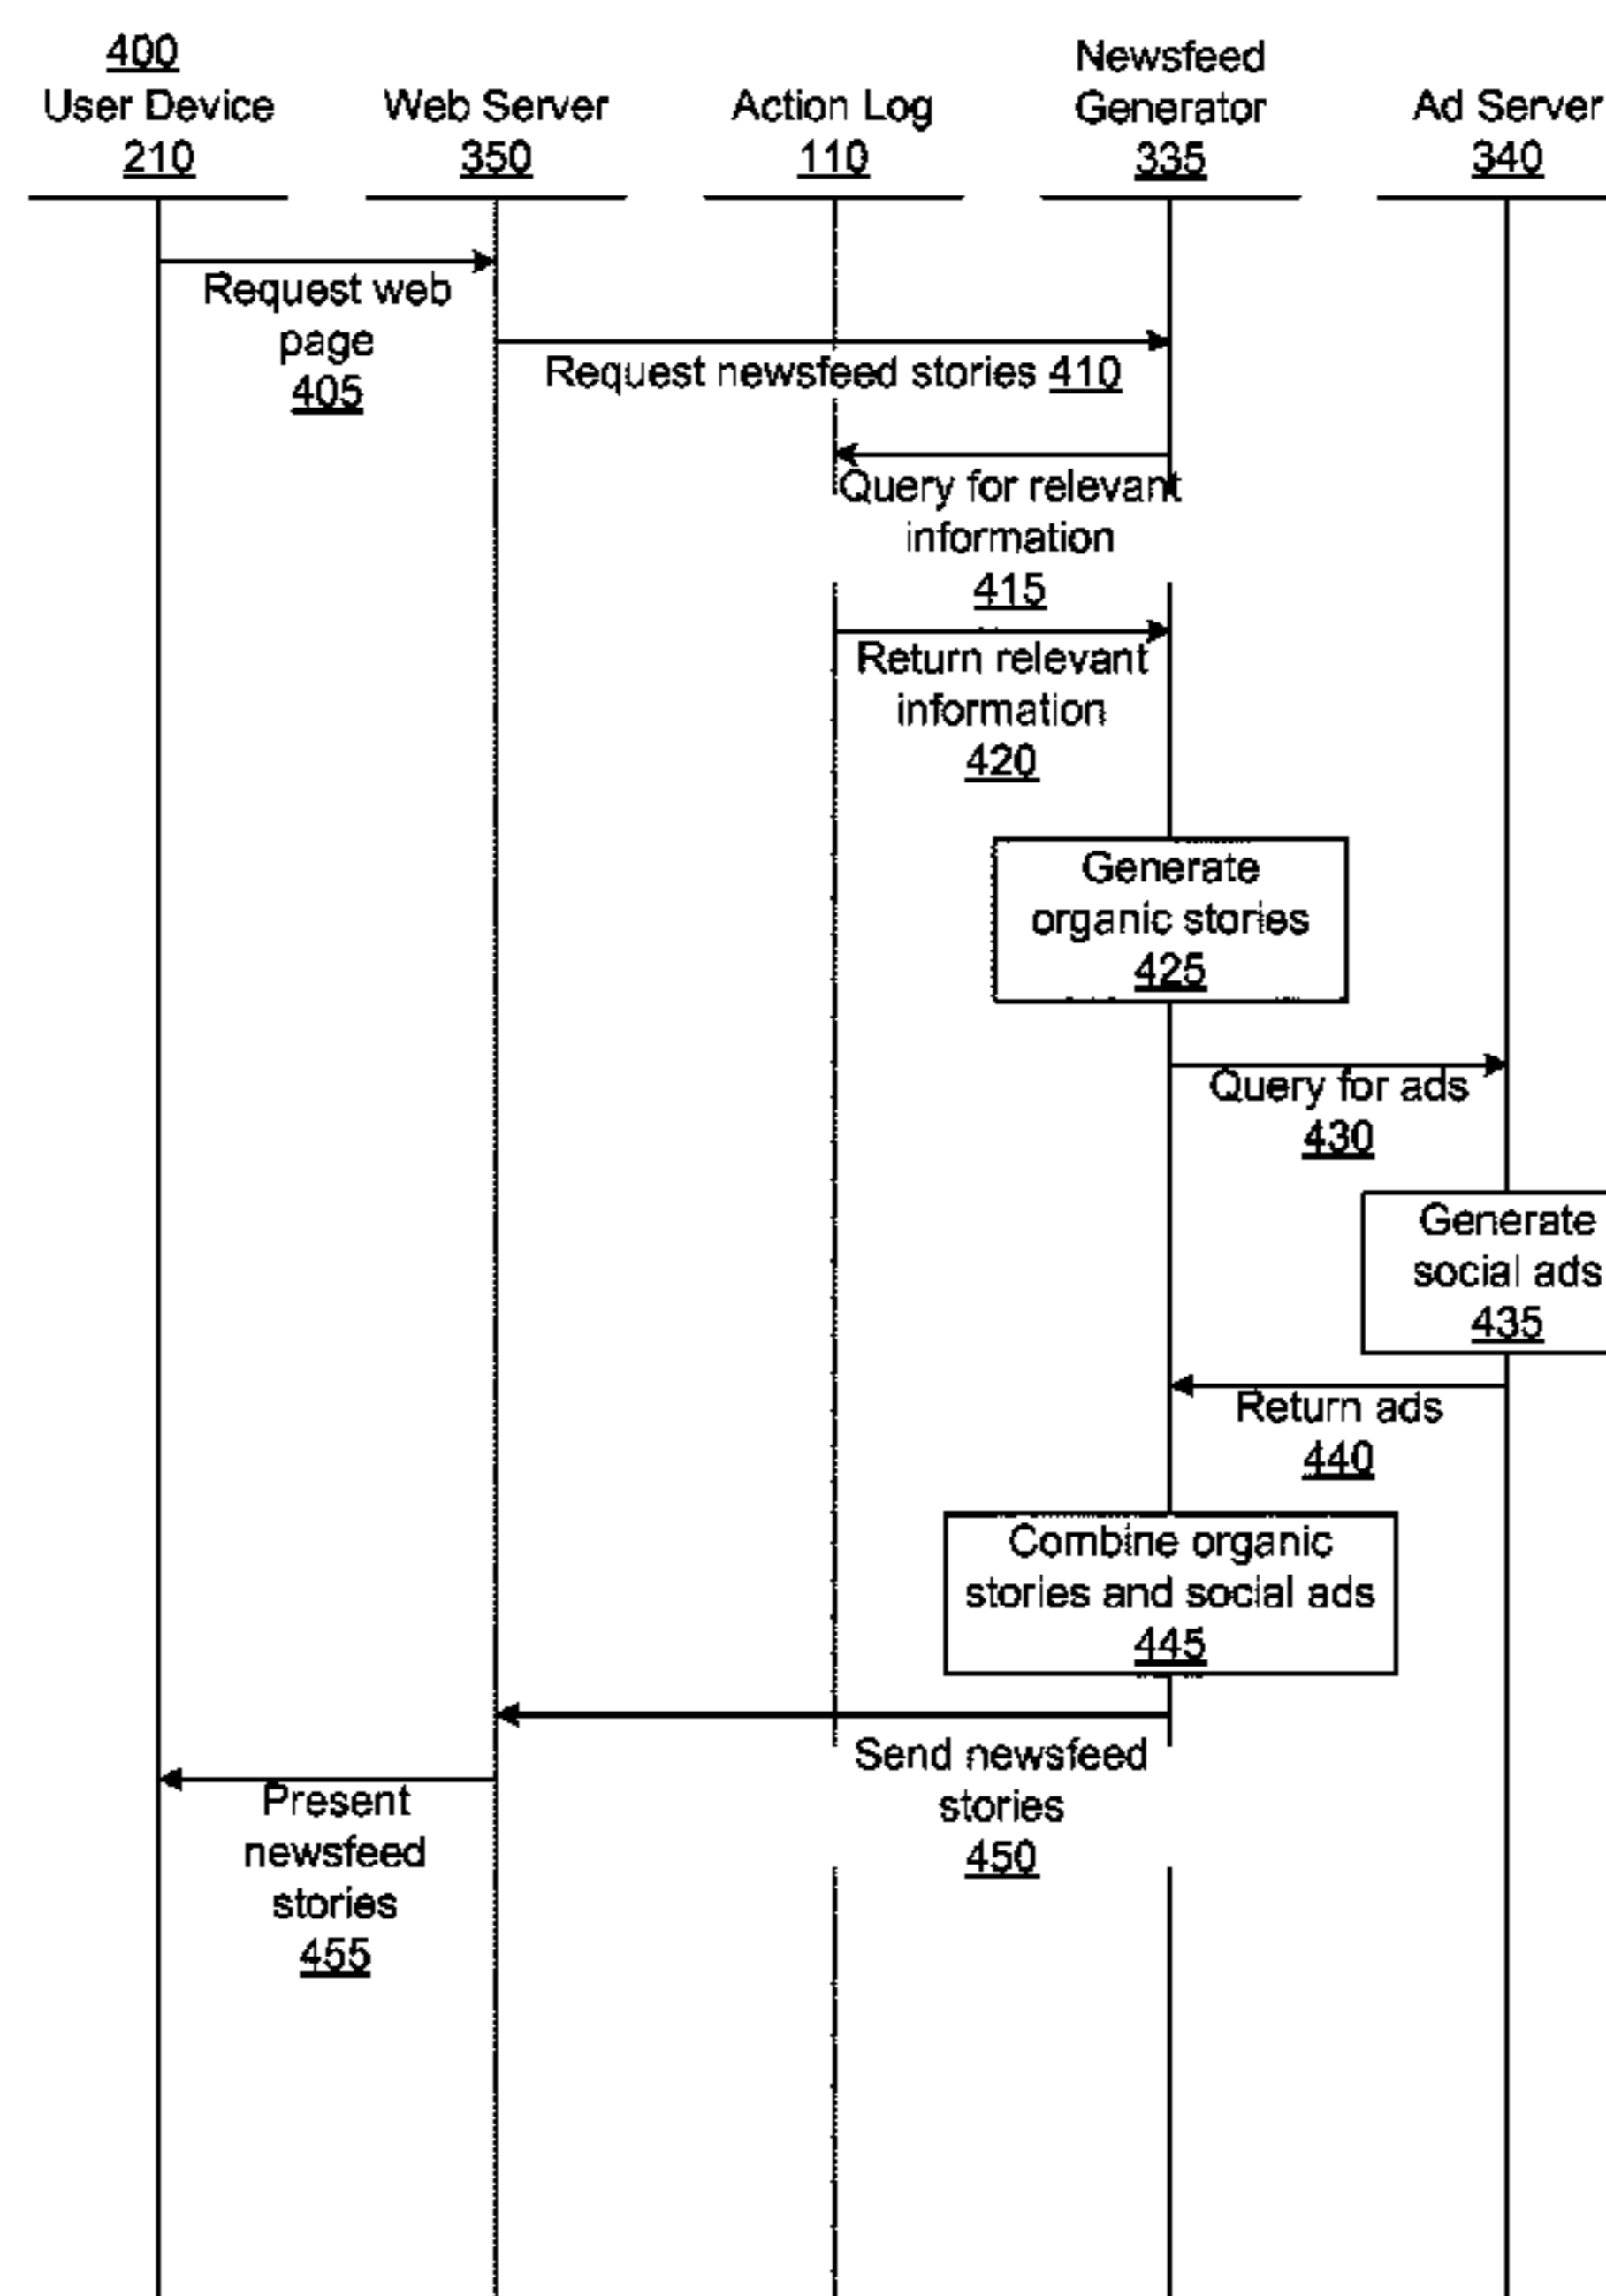 400
User Device
210
Web Server
350
Action Log
110
Newsfeed
Generator
335
Ad Server
340
Request web
page
405
Request newsfeed stories 410
Query for relevant
information
415
Return relevant
information
420
Generate
organic stories
425
Query for ads
430
Generate
social ads
435
Return ads
440
Combine organic
stories and social ads
445
Send newsfeed
stories
450
Present
newsfeed
stories
455